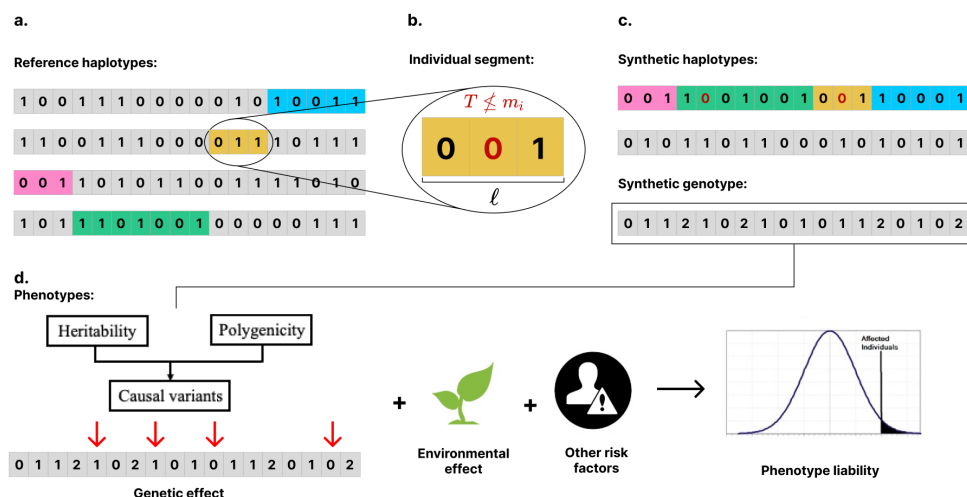 a.
Reference haplotypes:
1 0 0 1 1 1 0 0 0 0 0 1 0 1 0 0 1 1
1 1 0 0 1 1 1 0 0 0 0 1 1 1 0 1 1 1
0 0 1 1 0 1 0 1 1 0 0 1 1 1 1 0 1 0
1 0 1 1 1 0 1 0 0 1 0 0 0 0 0 1 1 1
b.
Individual segment:
T ≰ mᵢ
0 0 1
ℓ
c.
Synthetic haplotypes:
0 0 1 1 0 0 1 0 0 1 0 0 1 1 0 0 0 1
0 1 0 1 1 0 1 1 0 0 0 1 0 1 0 1 0 1
Synthetic genotype:
0 1 1 2 1 0 2 1 0 1 0 1 1 2 0 1 0 2
d.
Phenotypes:
Heritability
Polygenicity
Causal variants
0 1 1 2 1 0 2 1 0 1 0 1 1 2 0 1 0 2
Genetic effect
+
Environmental
effect
+
Other risk
factors
Affected
Individuals
Phenotype liability